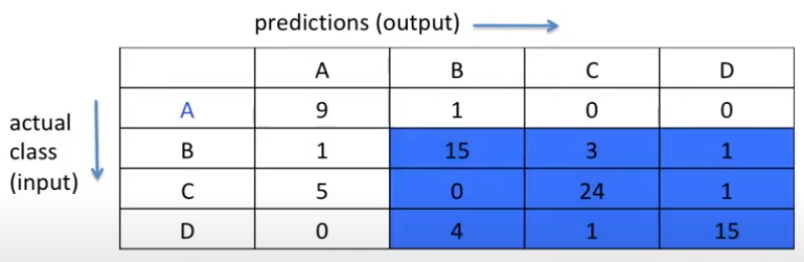 predictions (output)
A B C D
actual
class
(input)
A 9 1 0 0
B 1 15 3 1
C 5 0 24 1
D 0 4 1 15